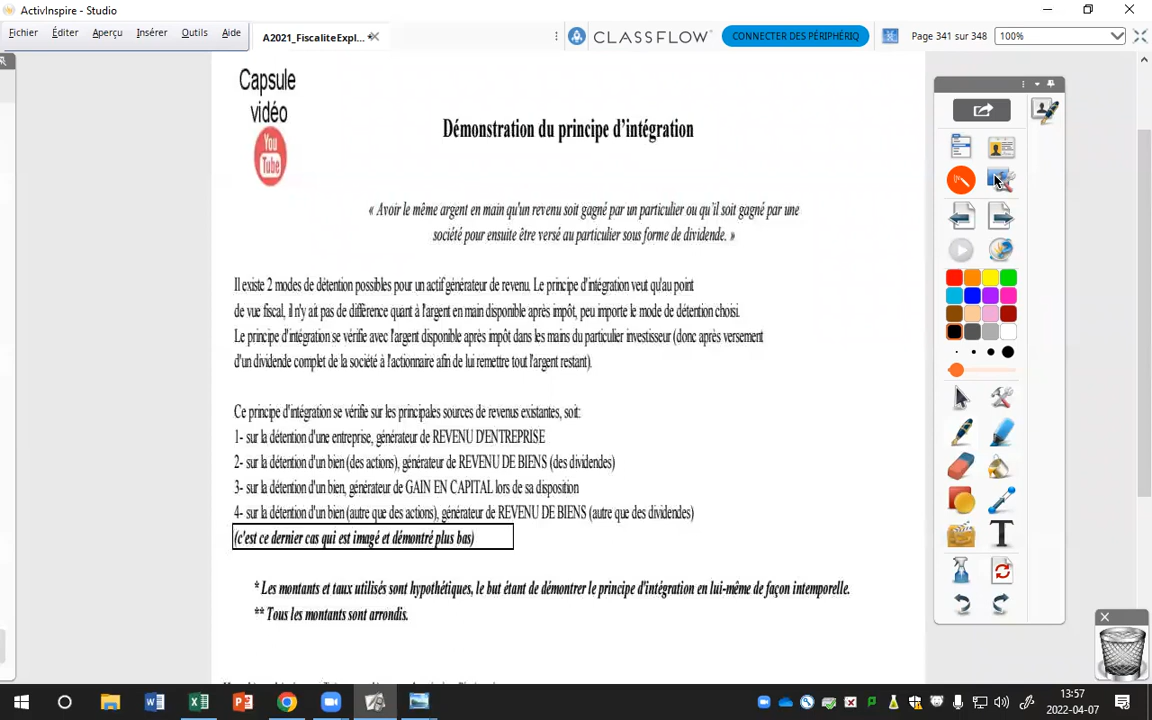 ActivInspire - Studio
Fichier Éditer Aperçu Insérer Outils Aide
A2021_FiscaliteExpl...
CLASSFLOW
CONNECTER DES PÉRIPHÉRIQ
Page 341 sur 348
100%
Capsule
vidéo
You
Tube
Démonstration du principe d'intégration
« Avoir le même argent en main qu'un revenu soit gagné par un particulier ou qu'il soit gagné par une
société pour ensuite être versé au particulier sous forme de dividende. »
Il existe 2 modes de détention possibles pour un actif générateur de revenu. Le principe d'intégration veut qu'au point
de vue fiscal, il n'y ait pas de différence quant à l'argent en main disponible après impôt, peu importe le mode de détention choisi.
Le principe d'intégration se vérifie avec l'argent disponible après impôt dans les mains du particulier investisseur (donc après versement
d'un dividende complet de la société à l'actionnaire afin de lui remettre tout l'argent restant).
Ce principe d'intégration se vérifie sur les principales sources de revenus existantes, soit:
1- sur la détention d'une entreprise, générateur de REVENU D'ENTREPRISE
2- sur la détention d'un bien (des actions), générateur de REVENU DE BIENS (des dividendes)
3- sur la détention d'un bien, générateur de GAIN EN CAPITAL lors de sa disposition
4- sur la détention d'un bien (autre que des actions), générateur de REVENU DE BIENS (autre que des dividendes)
(c'est ce dernier cas qui est imagé et démontré plus bas)
* Les montants et taux utilisés sont hypothétiques, le but étant de démontrer le principe d'intégration en lui-même de façon intemporelle.
** Tous les montants sont arrondis.
13:57
2022-04-07